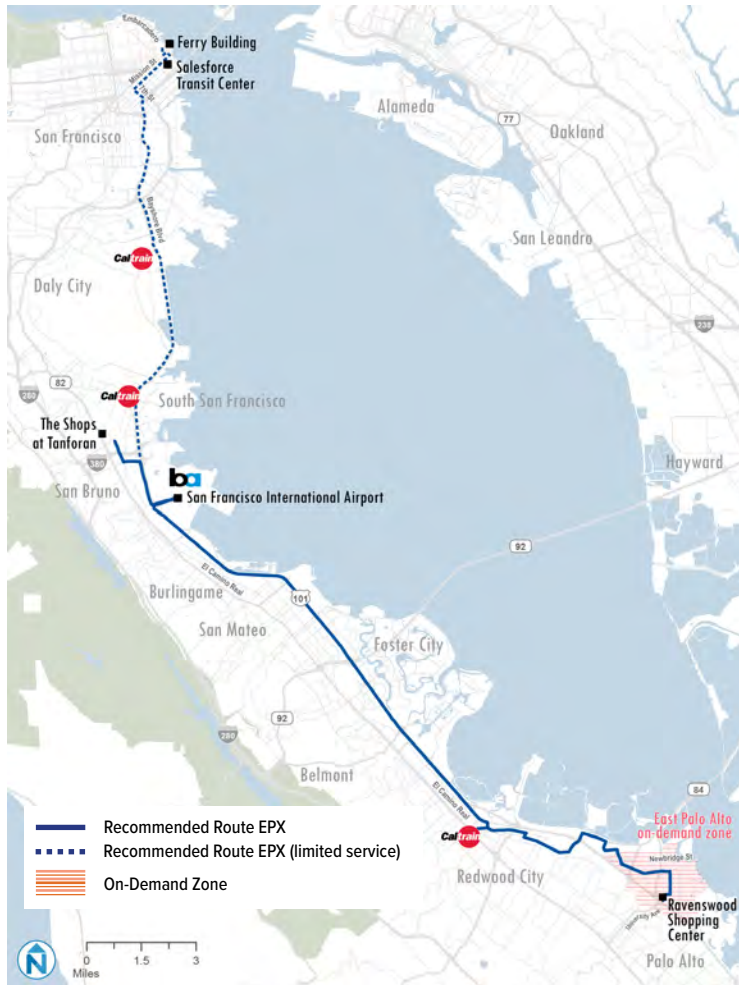 Embarcadero
Ferry Building
Salesforce
Transit Center
Mission St
11th St
San Francisco
Alameda
77
Oakland
Bayshore Blvd
San Leandro
Caltrain
Daly City
238
82
280
Caltrain
South San Francisco
The Shops
at Tanforan
380
Hayward
ba
San Bruno
San Francisco International Airport
92
El Camino Real
Burlingame
101
San Mateo
Foster City
92
280
Belmont
El Camino Real
84
East Palo Alto
on-demand zone
Caltrain
Newbridge St
Redwood City
University Ave
Ravenswood
Shopping
Center
Palo Alto
Recommended Route EPX
Recommended Route EPX (limited service)
On-Demand Zone
N
0 1.5 3
Miles